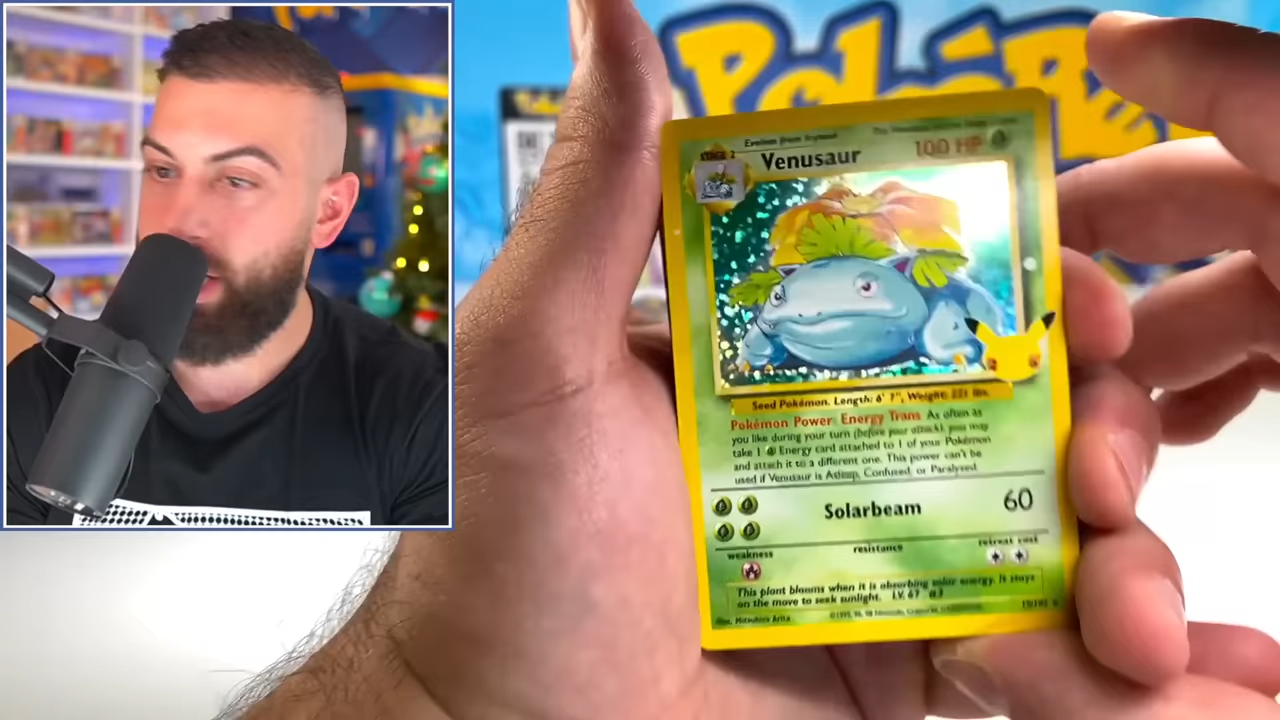 PokéRe
Evolves from Ivysaur
STAGE 2
Venusaur
100 HP
Seed Pokémon. Length: 6' 7", Weight: 221 lbs.
Pokémon Power: Energy Trans As often as
you like during your turn (before your attack), you may
take 1 Energy card attached to 1 of your Pokémon
and attach it to a different one. This power can't be
used if Venusaur is Asleep, Confused, or Paralyzed.
Solarbeam 60
weakness
resistance
retreat cost
This plant blooms when it is absorbing solar energy. It stays
on the move to seek sunlight. LV. 67 #3
Illus. Mitsuhiro Arita
15/102